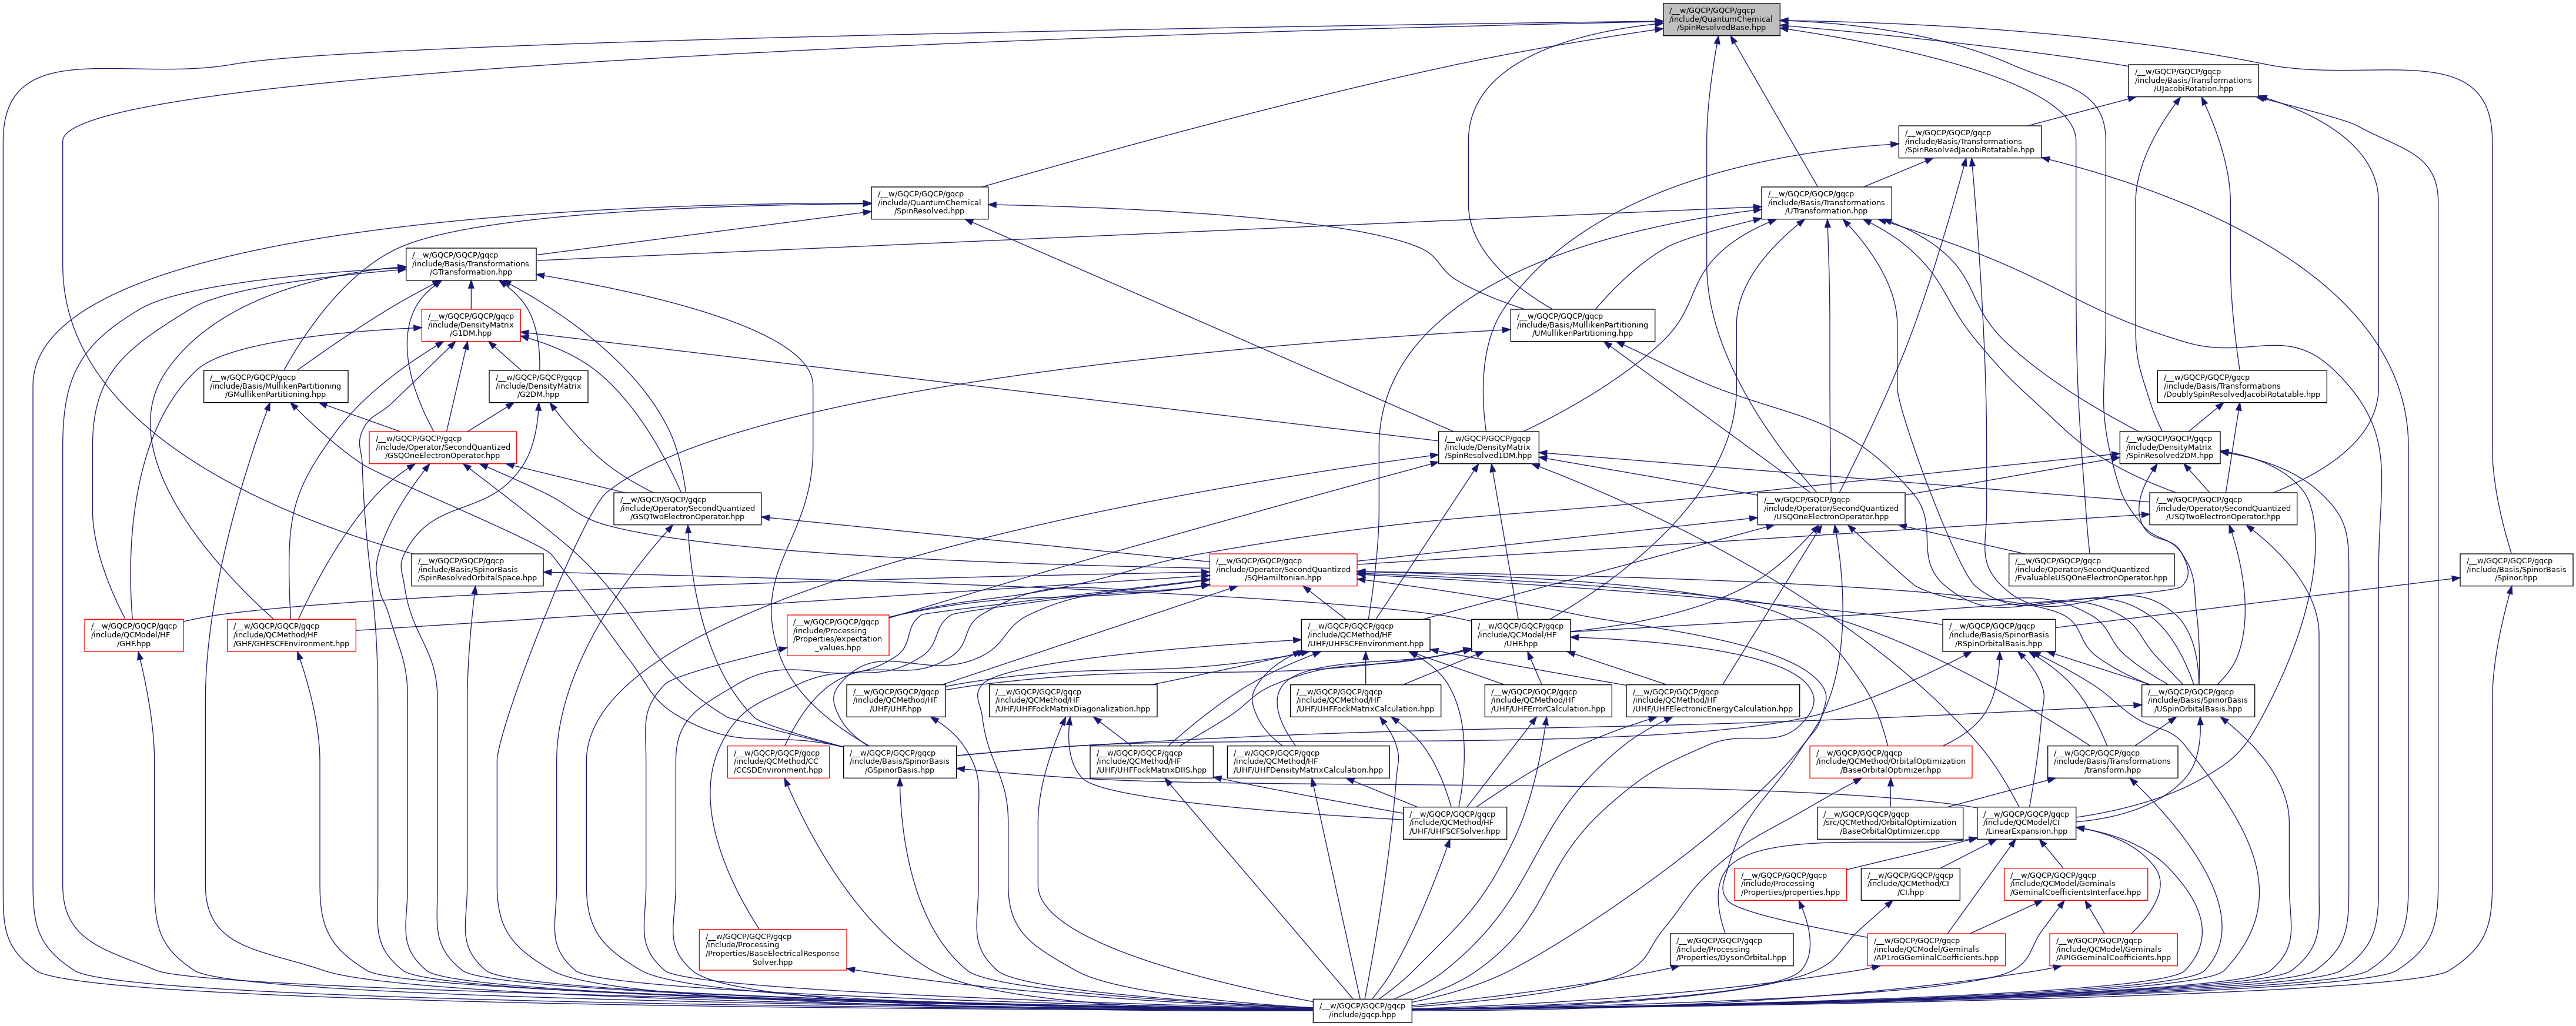 /__w/GQCP/GQCP/gqcp
/include/QuantumChemical
/SpinResolvedBase.hpp
/__w/GQCP/GQCP/gqcp
/include/Basis/Transformations
/UJacobiRotation.hpp
/__w/GQCP/GQCP/gqcp
/include/Basis/Transformations
/SpinResolvedJacobiRotatable.hpp
/__w/GQCP/GQCP/gqcp
/include/QuantumChemical
/SpinResolved.hpp
/__w/GQCP/GQCP/gqcp
/include/Basis/Transformations
/UTransformation.hpp
/__w/GQCP/GQCP/gqcp
/include/Basis/Transformations
/GTransformation.hpp
/__w/GQCP/GQCP/gqcp
/include/DensityMatrix
/G1DM.hpp
/__w/GQCP/GQCP/gqcp
/include/Basis/MullikenPartitioning
/UMullikenPartitioning.hpp
/__w/GQCP/GQCP/gqcp
/include/Basis/MullikenPartitioning
/GMullikenPartitioning.hpp
/__w/GQCP/GQCP/gqcp
/include/DensityMatrix
/G2DM.hpp
/__w/GQCP/GQCP/gqcp
/include/Basis/Transformations
/DoublySpinResolvedJacobiRotatable.hpp
/__w/GQCP/GQCP/gqcp
/include/Operator/SecondQuantized
/GSQOneElectronOperator.hpp
/__w/GQCP/GQCP/gqcp
/include/DensityMatrix
/SpinResolved1DM.hpp
/__w/GQCP/GQCP/gqcp
/include/DensityMatrix
/SpinResolved2DM.hpp
/__w/GQCP/GQCP/gqcp
/include/Operator/SecondQuantized
/GSQTwoElectronOperator.hpp
/__w/GQCP/GQCP/gqcp
/include/Operator/SecondQuantized
/USQOneElectronOperator.hpp
/__w/GQCP/GQCP/gqcp
/include/Operator/SecondQuantized
/USQTwoElectronOperator.hpp
/__w/GQCP/GQCP/gqcp
/include/Basis/SpinorBasis
/SpinResolvedOrbitalSpace.hpp
/__w/GQCP/GQCP/gqcp
/include/Operator/SecondQuantized
/SQHamiltonian.hpp
/__w/GQCP/GQCP/gqcp
/include/Operator/SecondQuantized
/EvaluableUSQOneElectronOperator.hpp
/__w/GQCP/GQCP/gqcp
/include/Basis/SpinorBasis
/Spinor.hpp
/__w/GQCP/GQCP/gqcp
/include/QCModel/HF
/GHF.hpp
/__w/GQCP/GQCP/gqcp
/include/QCMethod/HF
/GHF/GHFSCFEnvironment.hpp
/__w/GQCP/GQCP/gqcp
/include/Processing
/Properties/expectation
_values.hpp
/__w/GQCP/GQCP/gqcp
/include/QCMethod/HF
/UHF/UHFSCFEnvironment.hpp
/__w/GQCP/GQCP/gqcp
/include/QCModel/HF
/UHF.hpp
/__w/GQCP/GQCP/gqcp
/include/Basis/SpinorBasis
/RSpinOrbitalBasis.hpp
/__w/GQCP/GQCP/gqcp
/include/QCMethod/HF
/UHF/UHF.hpp
/__w/GQCP/GQCP/gqcp
/include/QCMethod/HF
/UHF/UHFFockMatrixDiagonalization.hpp
/__w/GQCP/GQCP/gqcp
/include/QCMethod/HF
/UHF/UHFFockMatrixCalculation.hpp
/__w/GQCP/GQCP/gqcp
/include/QCMethod/HF
/UHF/UHFErrorCalculation.hpp
/__w/GQCP/GQCP/gqcp
/include/QCMethod/HF
/UHF/UHFElectronicEnergyCalculation.hpp
/__w/GQCP/GQCP/gqcp
/include/Basis/SpinorBasis
/USpinOrbitalBasis.hpp
/__w/GQCP/GQCP/gqcp
/include/QCMethod/CC
/CCSDEnvironment.hpp
/__w/GQCP/GQCP/gqcp
/include/Basis/SpinorBasis
/GSpinorBasis.hpp
/__w/GQCP/GQCP/gqcp
/include/QCMethod/HF
/UHF/UHFFockMatrixDIIS.hpp
/__w/GQCP/GQCP/gqcp
/include/QCMethod/HF
/UHF/UHFDensityMatrixCalculation.hpp
/__w/GQCP/GQCP/gqcp
/include/QCMethod/OrbitalOptimization
/BaseOrbitalOptimizer.hpp
/__w/GQCP/GQCP/gqcp
/include/Basis/Transformations
/transform.hpp
/__w/GQCP/GQCP/gqcp
/include/QCMethod/HF
/UHF/UHFSCFSolver.hpp
/__w/GQCP/GQCP/gqcp
/src/QCMethod/OrbitalOptimization
/BaseOrbitalOptimizer.cpp
/__w/GQCP/GQCP/gqcp
/include/QCModel/CI
/LinearExpansion.hpp
/__w/GQCP/GQCP/gqcp
/include/Processing
/Properties/properties.hpp
/__w/GQCP/GQCP/gqcp
/include/QCMethod/CI
/CI.hpp
/__w/GQCP/GQCP/gqcp
/include/QCModel/Geminals
/GeminalCoefficientsInterface.hpp
/__w/GQCP/GQCP/gqcp
/include/Processing
/Properties/BaseElectricalResponse
Solver.hpp
/__w/GQCP/GQCP/gqcp
/include/Processing
/Properties/DysonOrbital.hpp
/__w/GQCP/GQCP/gqcp
/include/QCModel/Geminals
/AP1roGGeminalCoefficients.hpp
/__w/GQCP/GQCP/gqcp
/include/QCModel/Geminals
/APIGGeminalCoefficients.hpp
/__w/GQCP/GQCP/gqcp
/include/gqcp.hpp